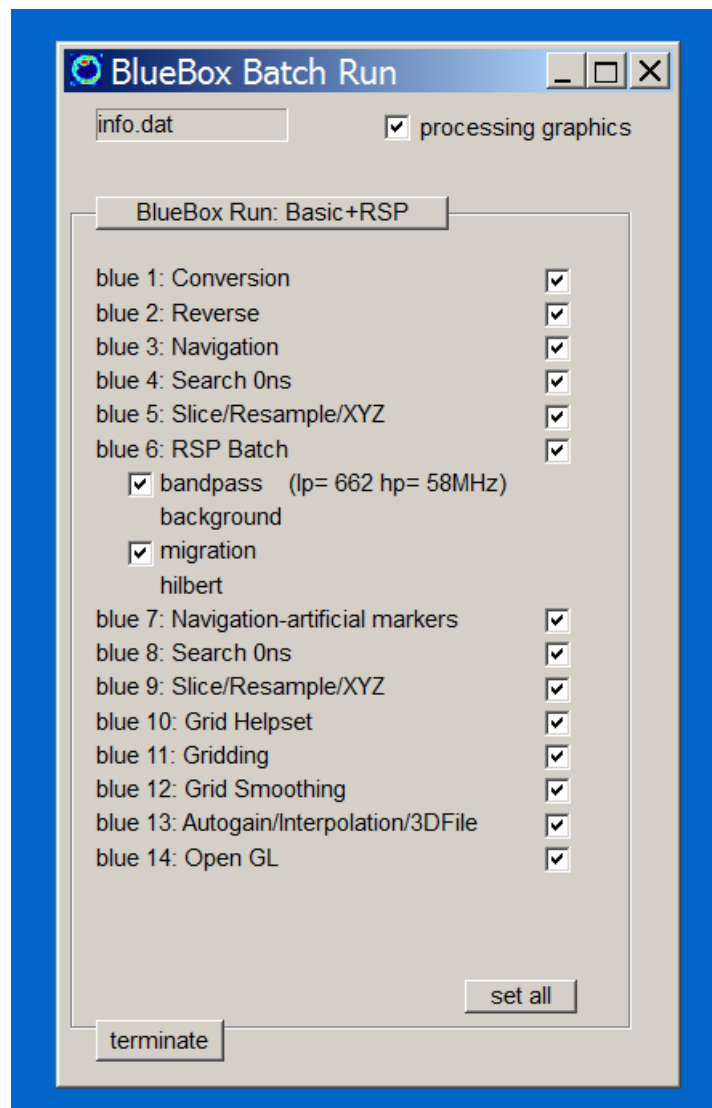 BlueBox Batch Run
info.dat processing graphics
BlueBox Run: Basic+RSP
blue 1: Conversion
blue 2: Reverse
blue 3: Navigation
blue 4: Search 0ns
blue 5: Slice/Resample/XYZ
blue 6: RSP Batch
bandpass (lp= 662 hp= 58MHz)
background
migration
hilbert
blue 7: Navigation-artificial markers
blue 8: Search 0ns
blue 9: Slice/Resample/XYZ
blue 10: Grid Helpset
blue 11: Gridding
blue 12: Grid Smoothing
blue 13: Autogain/Interpolation/3DFile
blue 14: Open GL
set all
terminate